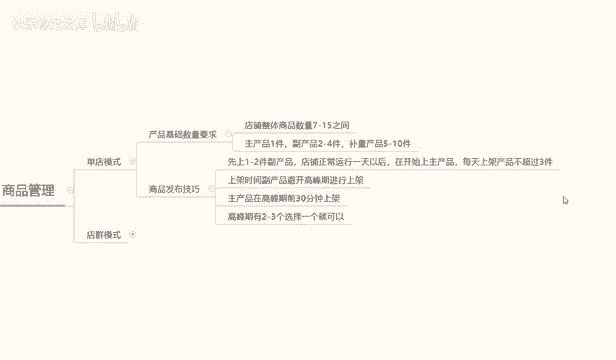 商品管理
单店模式
产品基础数量要求
店铺整体商品数量7-15之间
主产品1件，副产品2-4件，补量产品5-10件
商品发布技巧
先上1-2件副产品，店铺正常运行一天以后，在开始上主产品，每天上架产品不超过3件
上架时间副产品避开高峰期进行上架
主产品在高峰期前30分钟上架
高峰期有2-3个选择一个就可以
店群模式